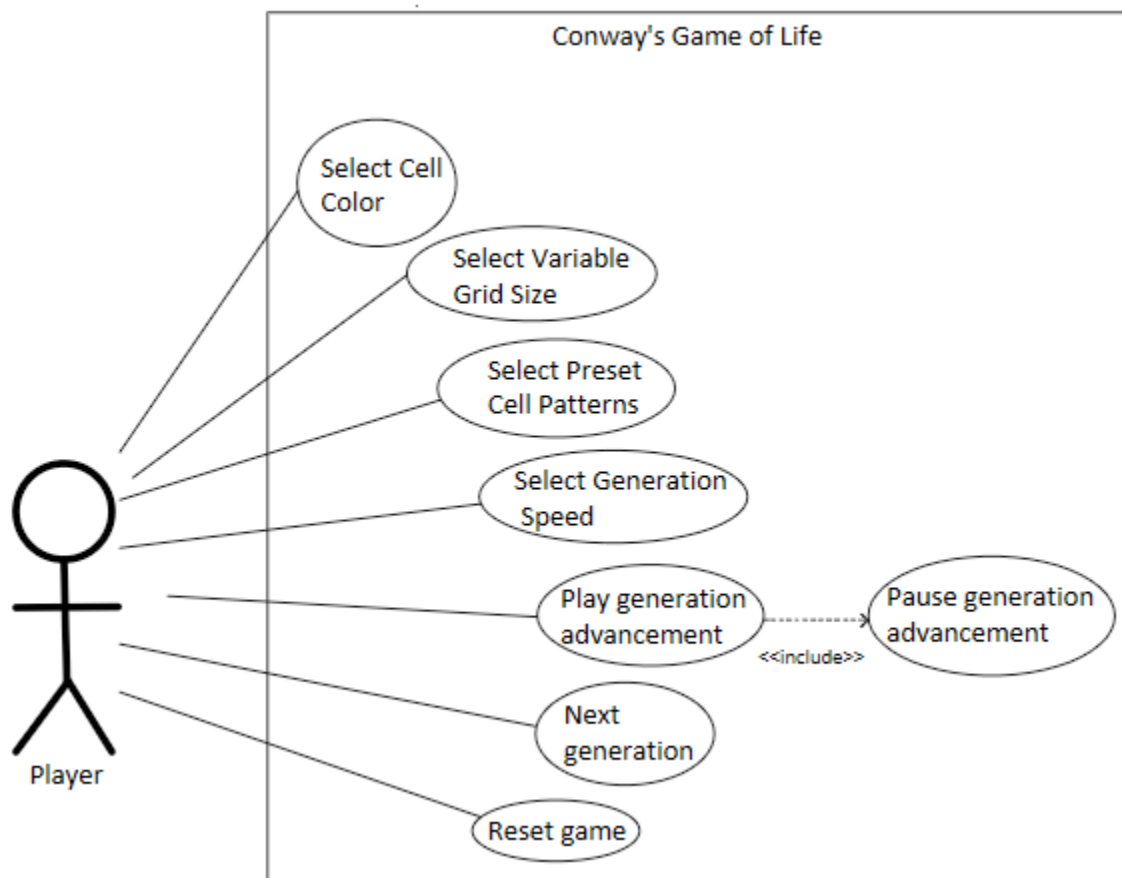 Conway's Game of Life
Select Cell
Color
Select Variable
Grid Size
Select Preset
Cell Patterns
Select Generation
Speed
Play generation
advancement
<<include>>
Pause generation
advancement
Next
generation
Player
Reset game